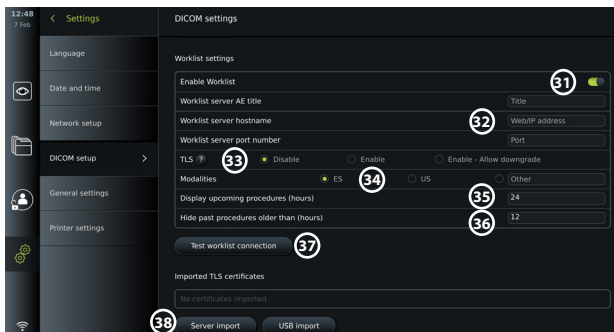 12:48
7 Feb
Settings
DICOM settings
Language
Date and time
Network setup
DICOM setup
General settings
Printer settings
Worklist settings
Enable Worklist 31
Worklist server AE title Title
Worklist server hostname 32 Web/IP address
Worklist server port number Port
TLS ? 33 Disable Enable Enable - Allow downgrade
Modalities ES 34 US Other
Display upcoming procedures (hours) 35 24
Hide past procedures older than (hours) 36 12
Test worklist connection 37
Imported TLS certificates
No certificates imported
38 Server import USB import